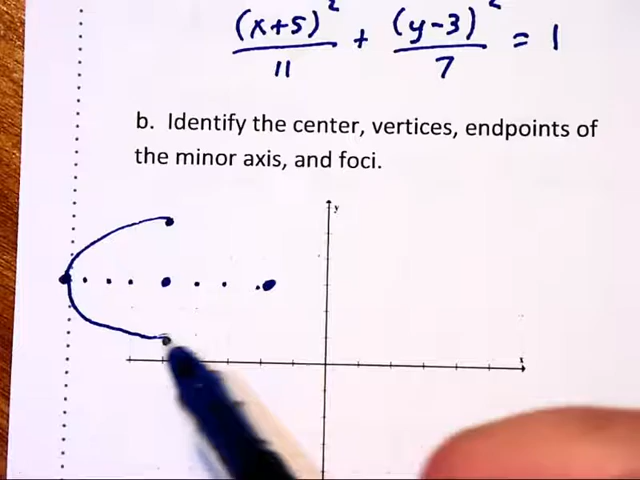 (x+5)² / 11 + (y-3)² / 7 = 1
b. Identify the center, vertices, endpoints of
the minor axis, and foci.
y
x